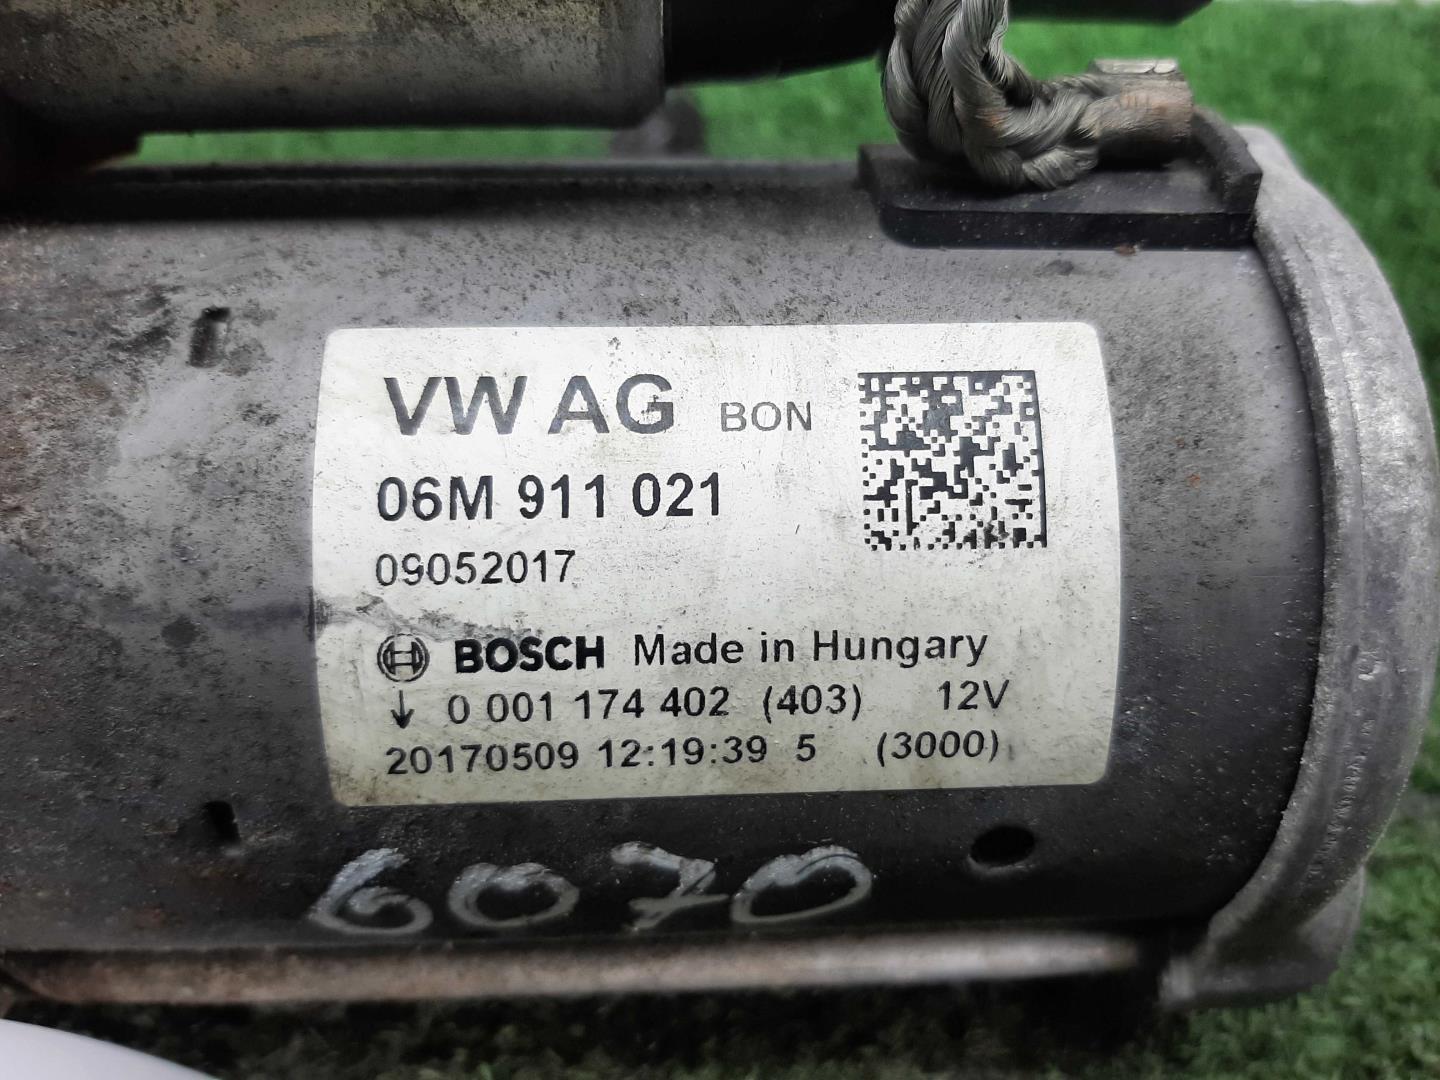 VW AG BON
06M 911 021
09052017
BOSCH Made in Hungary
↓ 0 001 174 402 (403) 12V
20170509 12:19:39 5 (3000)
6070